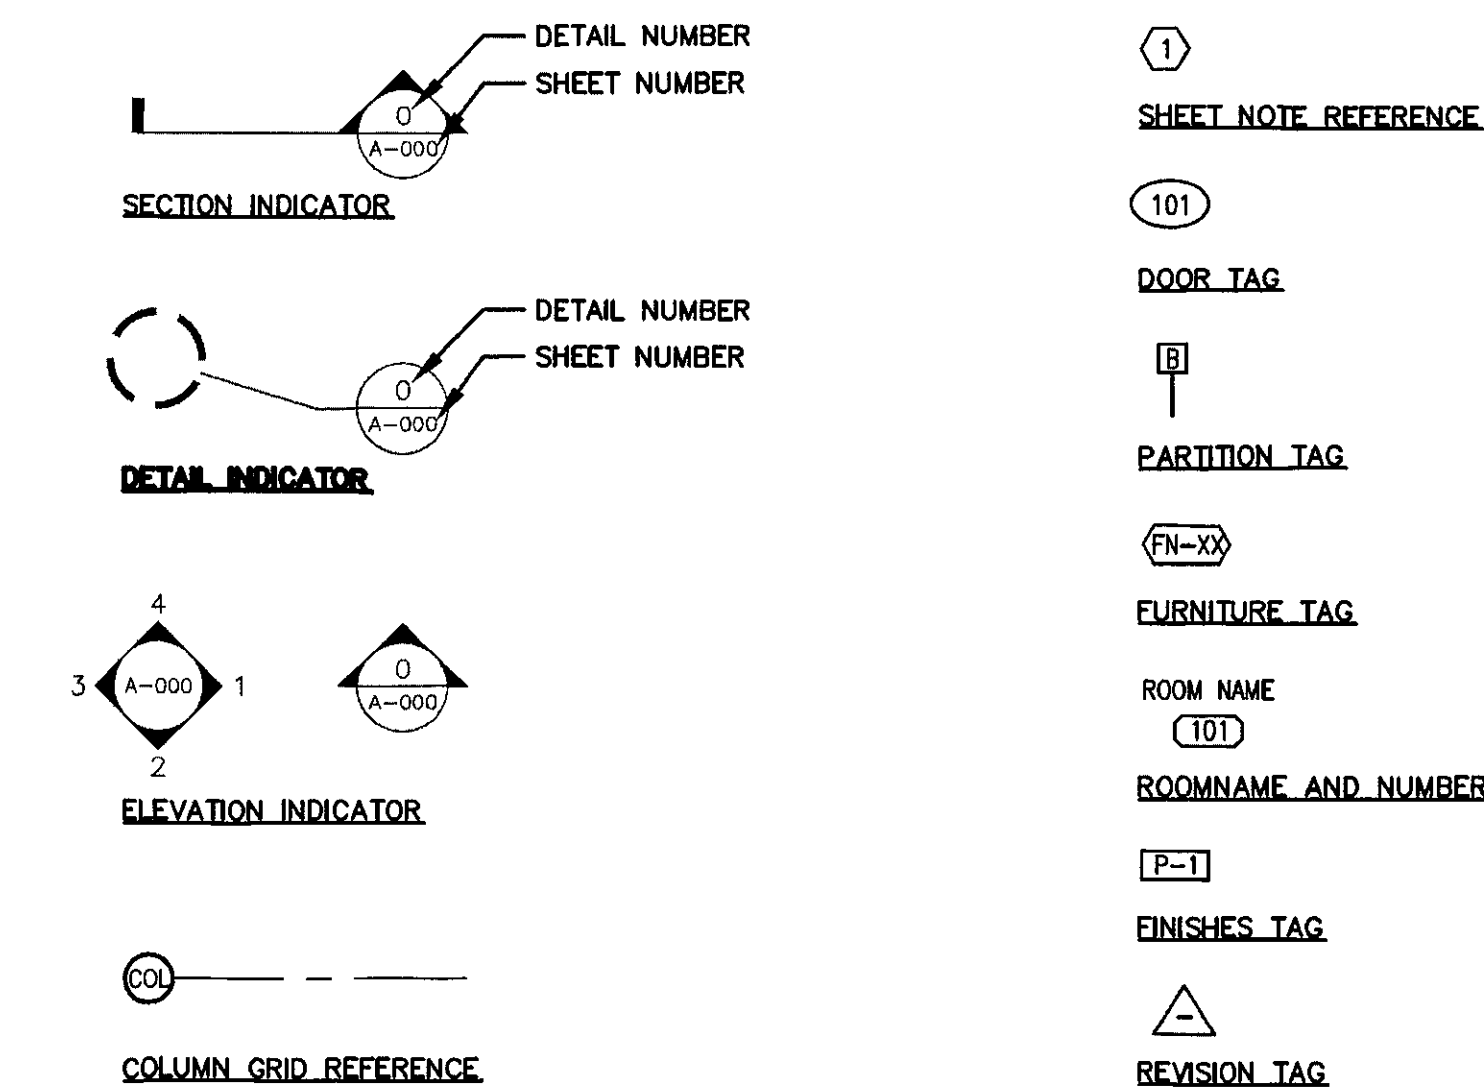 DETAIL NUMBER
SHEET NUMBER
0
A-000
SECTION INDICATOR
DETAIL NUMBER
SHEET NUMBER
0
A-000
DETAIL INDICATOR
4
3 A-000 1
2
0
A-000
ELEVATION INDICATOR
COL
COLUMN GRID REFERENCE
1
SHEET NOTE REFERENCE
101
DOOR TAG
B
PARTITION TAG
FN-XX
FURNITURE TAG
ROOM NAME
101
ROOMNAME AND NUMBER
P-1
FINISHES TAG
-
REVISION TAG